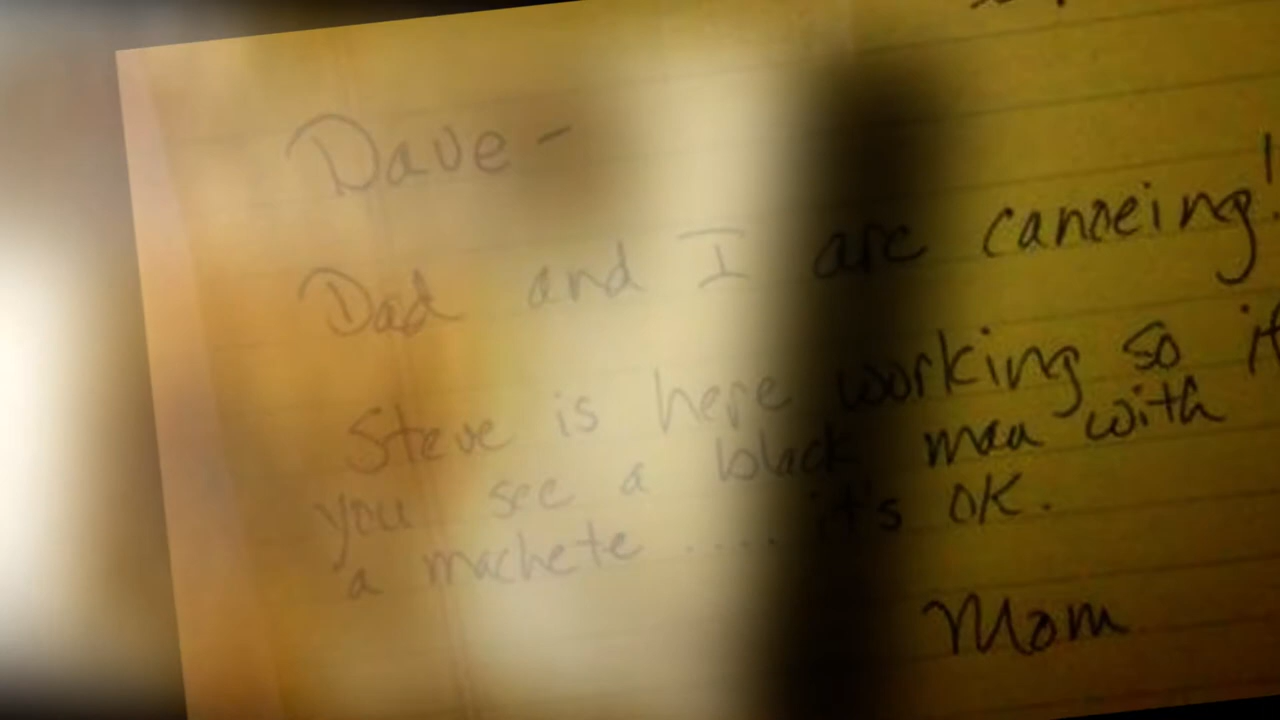 Dave -
Dad and I are canoeing!
Steve is here working so if
you see a black man with
a machete .... it's OK.
Mom